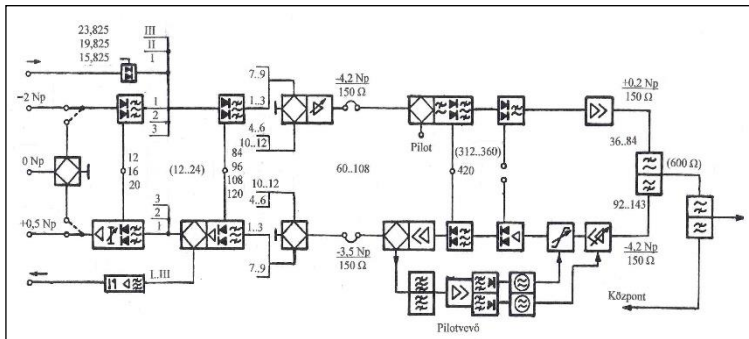 23,825
19,825
15,825
III
II
1
−2 Np
1
2
3
7..9
1..3
4..6
10..12
−4,2 Np
150 Ω
Pilot
+0,2 Np
150 Ω
36..84
0 Np
12
16
20
(12..24)
84
96
108
120
60..108
(312..360)
420
(600 Ω)
92..143
+0,5 Np
3
2
1
10..12
4..6
1..3
7..9
−3,5 Np
150 Ω
−4,2 Np
150 Ω
I..III
Központ
Pilotvevő